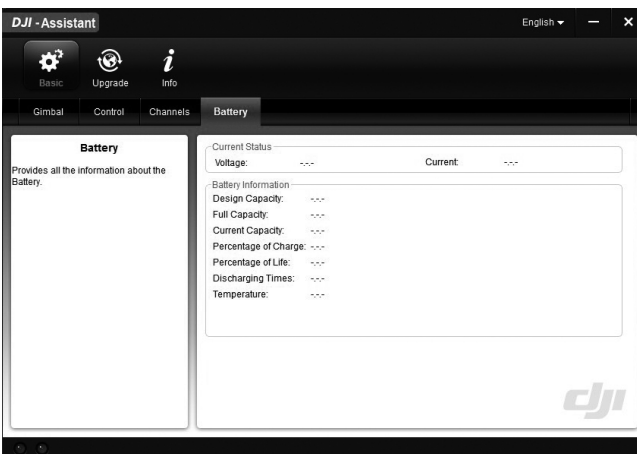 DJI - Assistant
English
Basic
Upgrade
Info
Gimbal
Control
Channels
Battery
Battery
Provides all the information about the
Battery.
Current Status
Voltage: -.-.- Current: -.-.-
Battery Information
Design Capacity: -.-.-
Full Capacity: -.-.-
Current Capacity: -.-.-
Percentage of Charge: -.-.-
Percentage of Life: -.-.-
Discharging Times: -.-.-
Temperature: -.-.-
dji